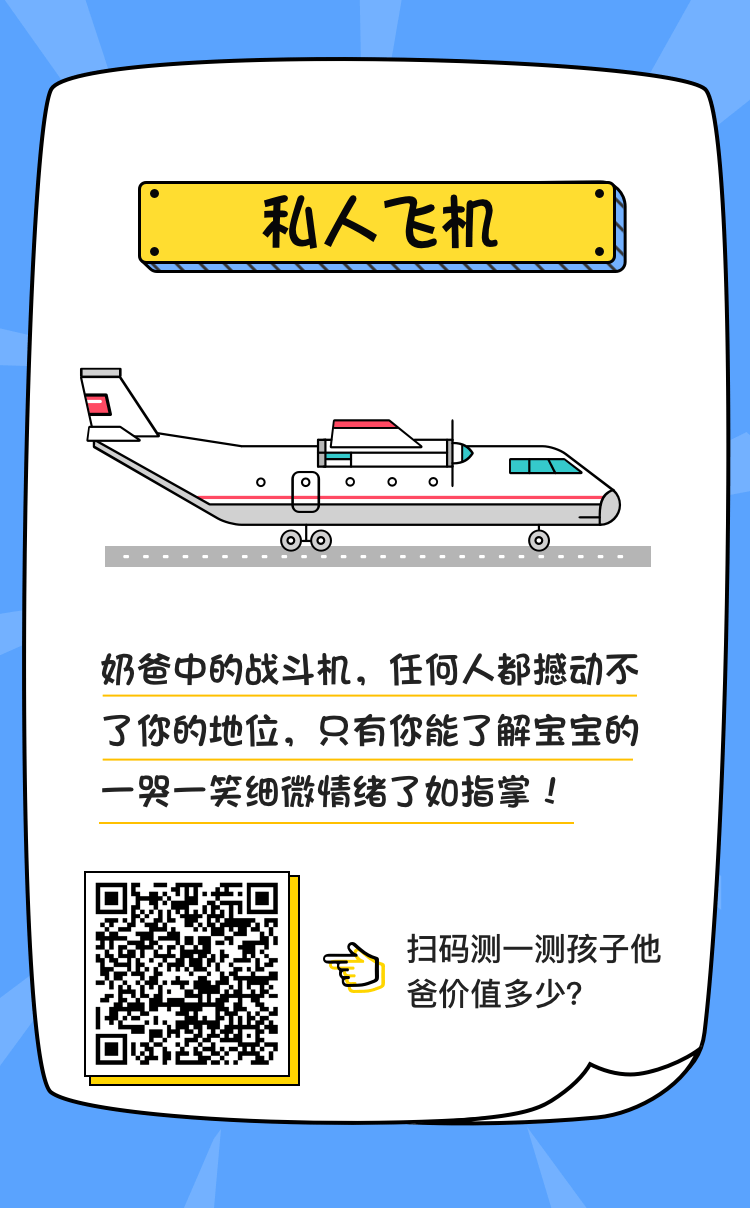 私人飞机
奶爸中的战斗机，任何人都撼动不
了你的地位，只有你能了解宝宝的
一哭一笑细微情绪了如指掌！
扫码测一测孩子他
爸价值多少？